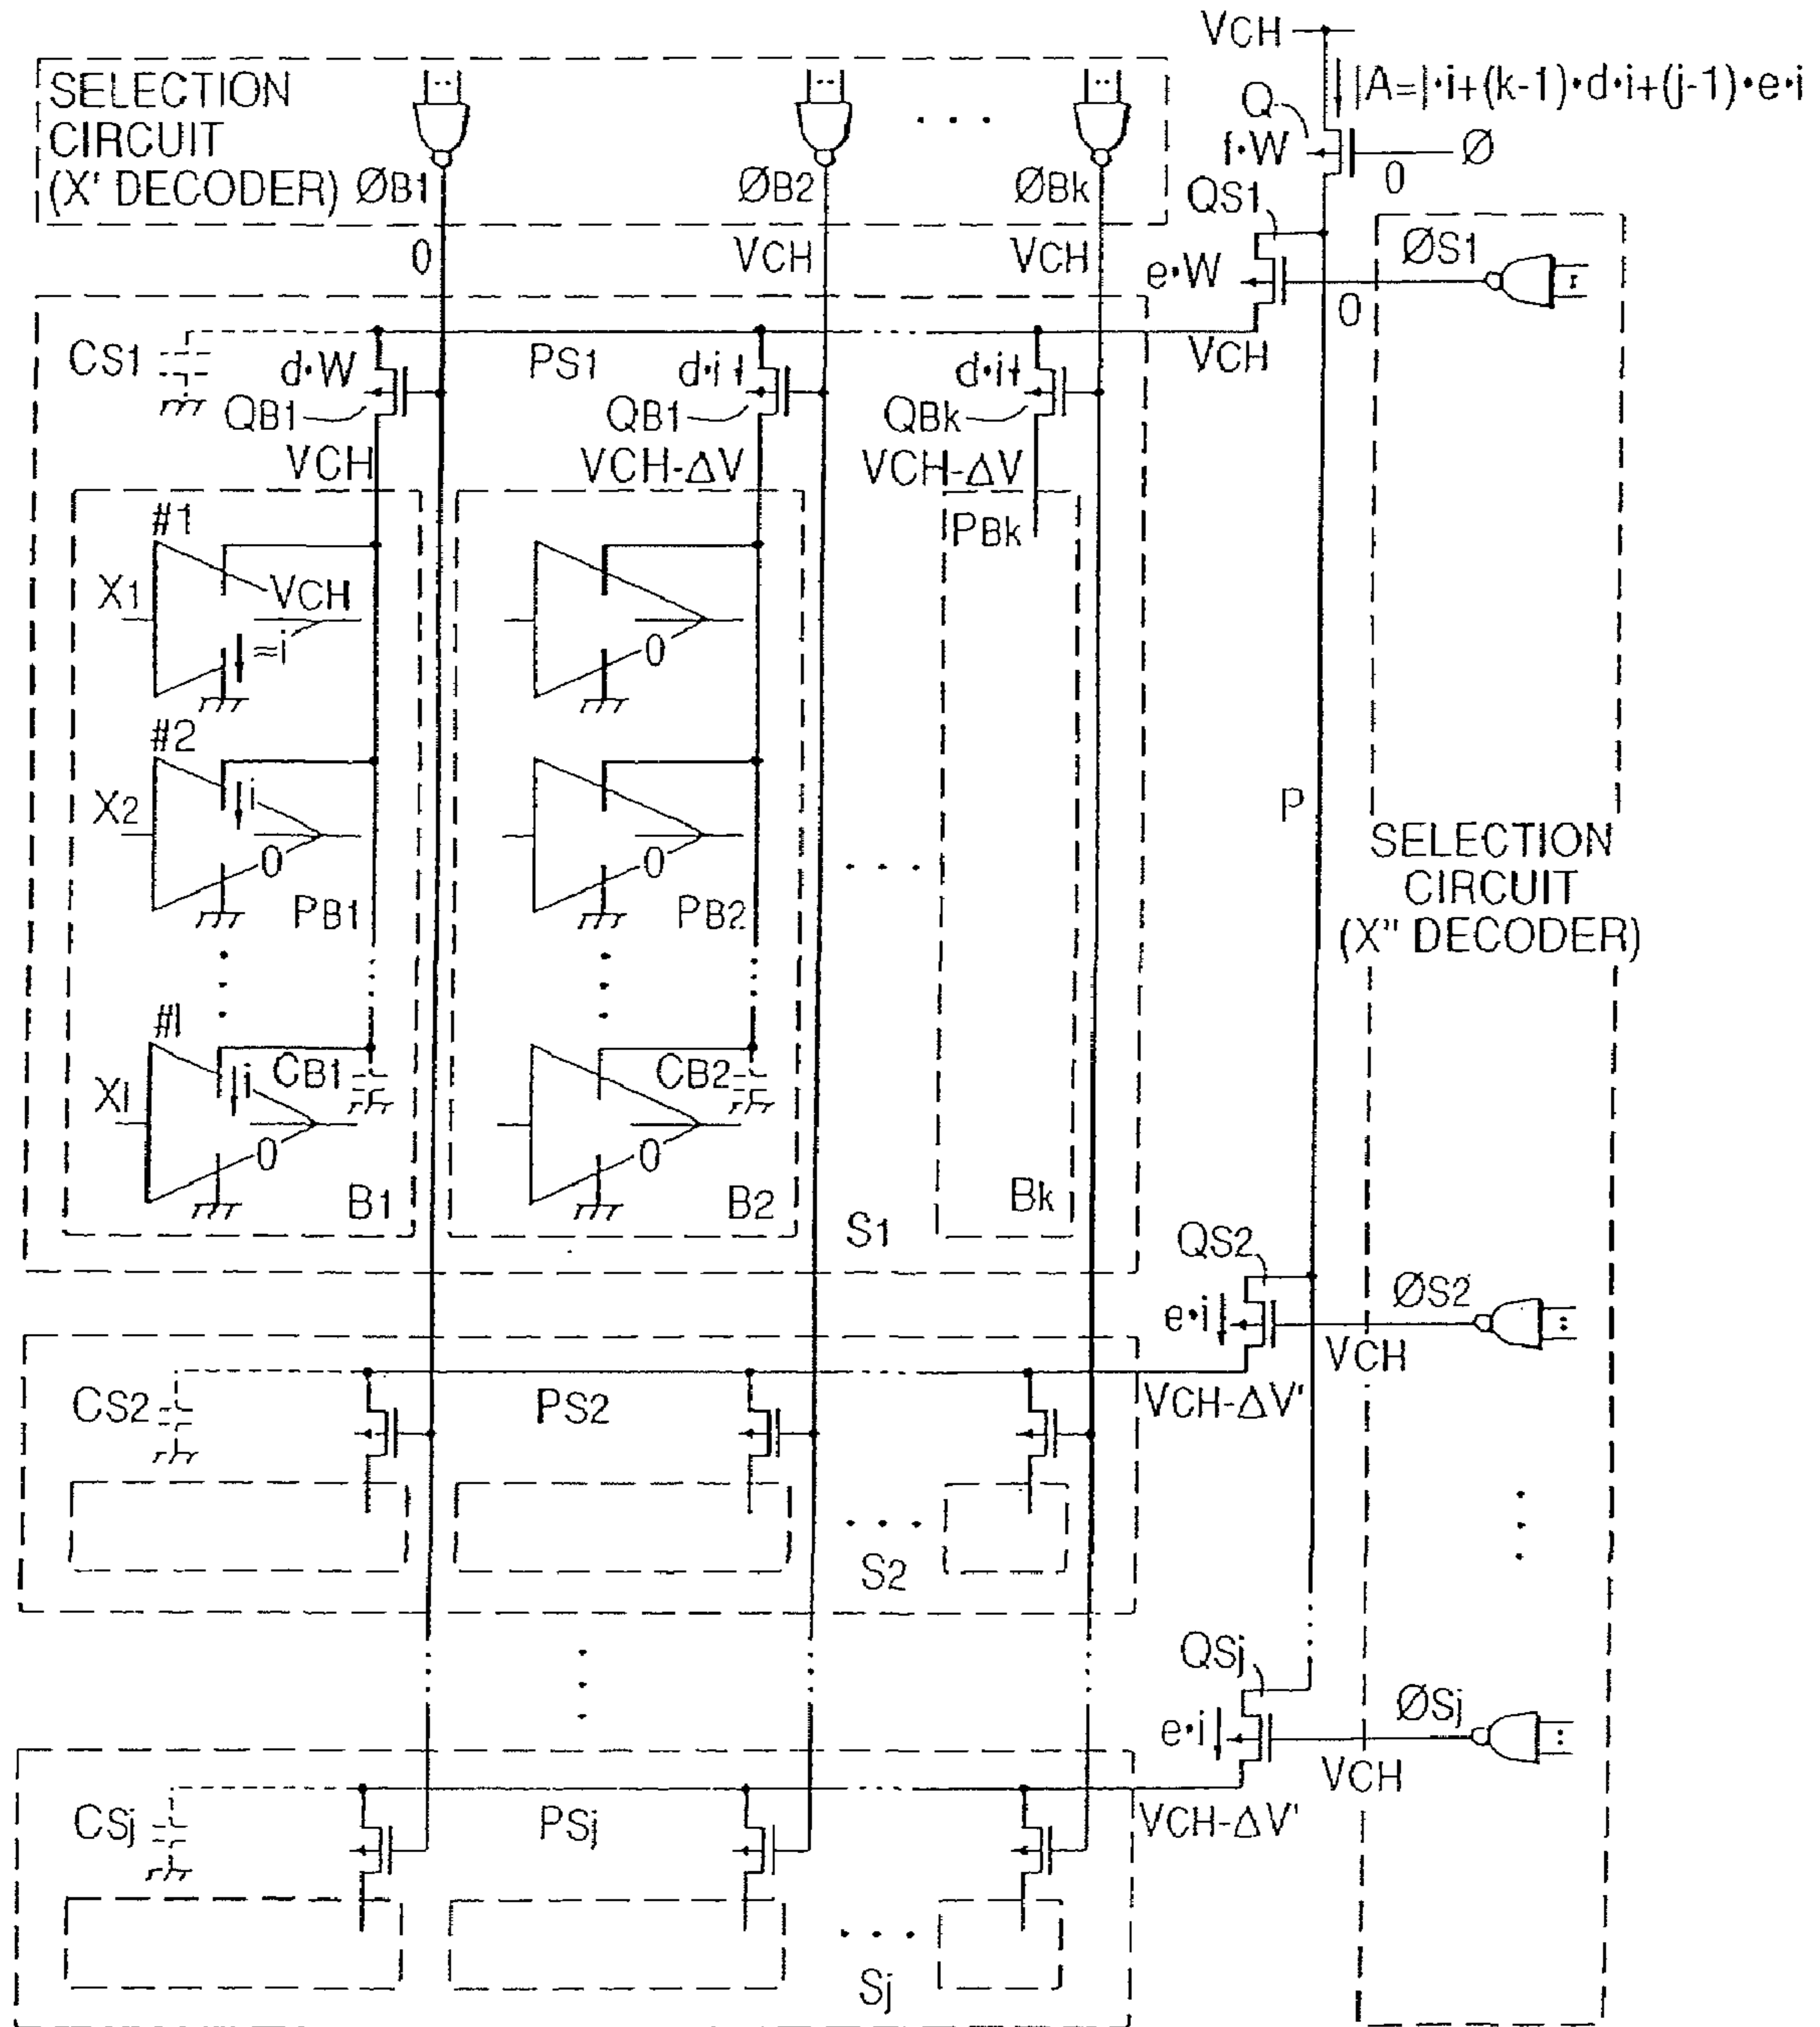 VCH
SELECTION
CIRCUIT
(X' DECODER) ØB1 ØB2 ØBk
...
Q |A=|·i+(k-1)·d·i+(j-1)·e·i
f·W 0 Ø
QS1
0 VCH VCH
e·W 0 ØS1
CS1 d·W PS1 d·i d·i VCH
QB1 QB1 QBk
VCH VCH-ΔV VCH-ΔV
#1 PBk
X1 VCH
≈i 0
#2
X2 i P
0 0
PB1 PB2 ...
SELECTION
CIRCUIT
(X" DECODER)
#l
Xl i CB1 CB2
0 0
B1 B2 Bk
S1
QS2
e·i ØS2
VCH
CS2 PS2 VCH-ΔV'
...
S2
QSj
e·i ØSj
VCH
CSj PSj VCH-ΔV'
...
Sj